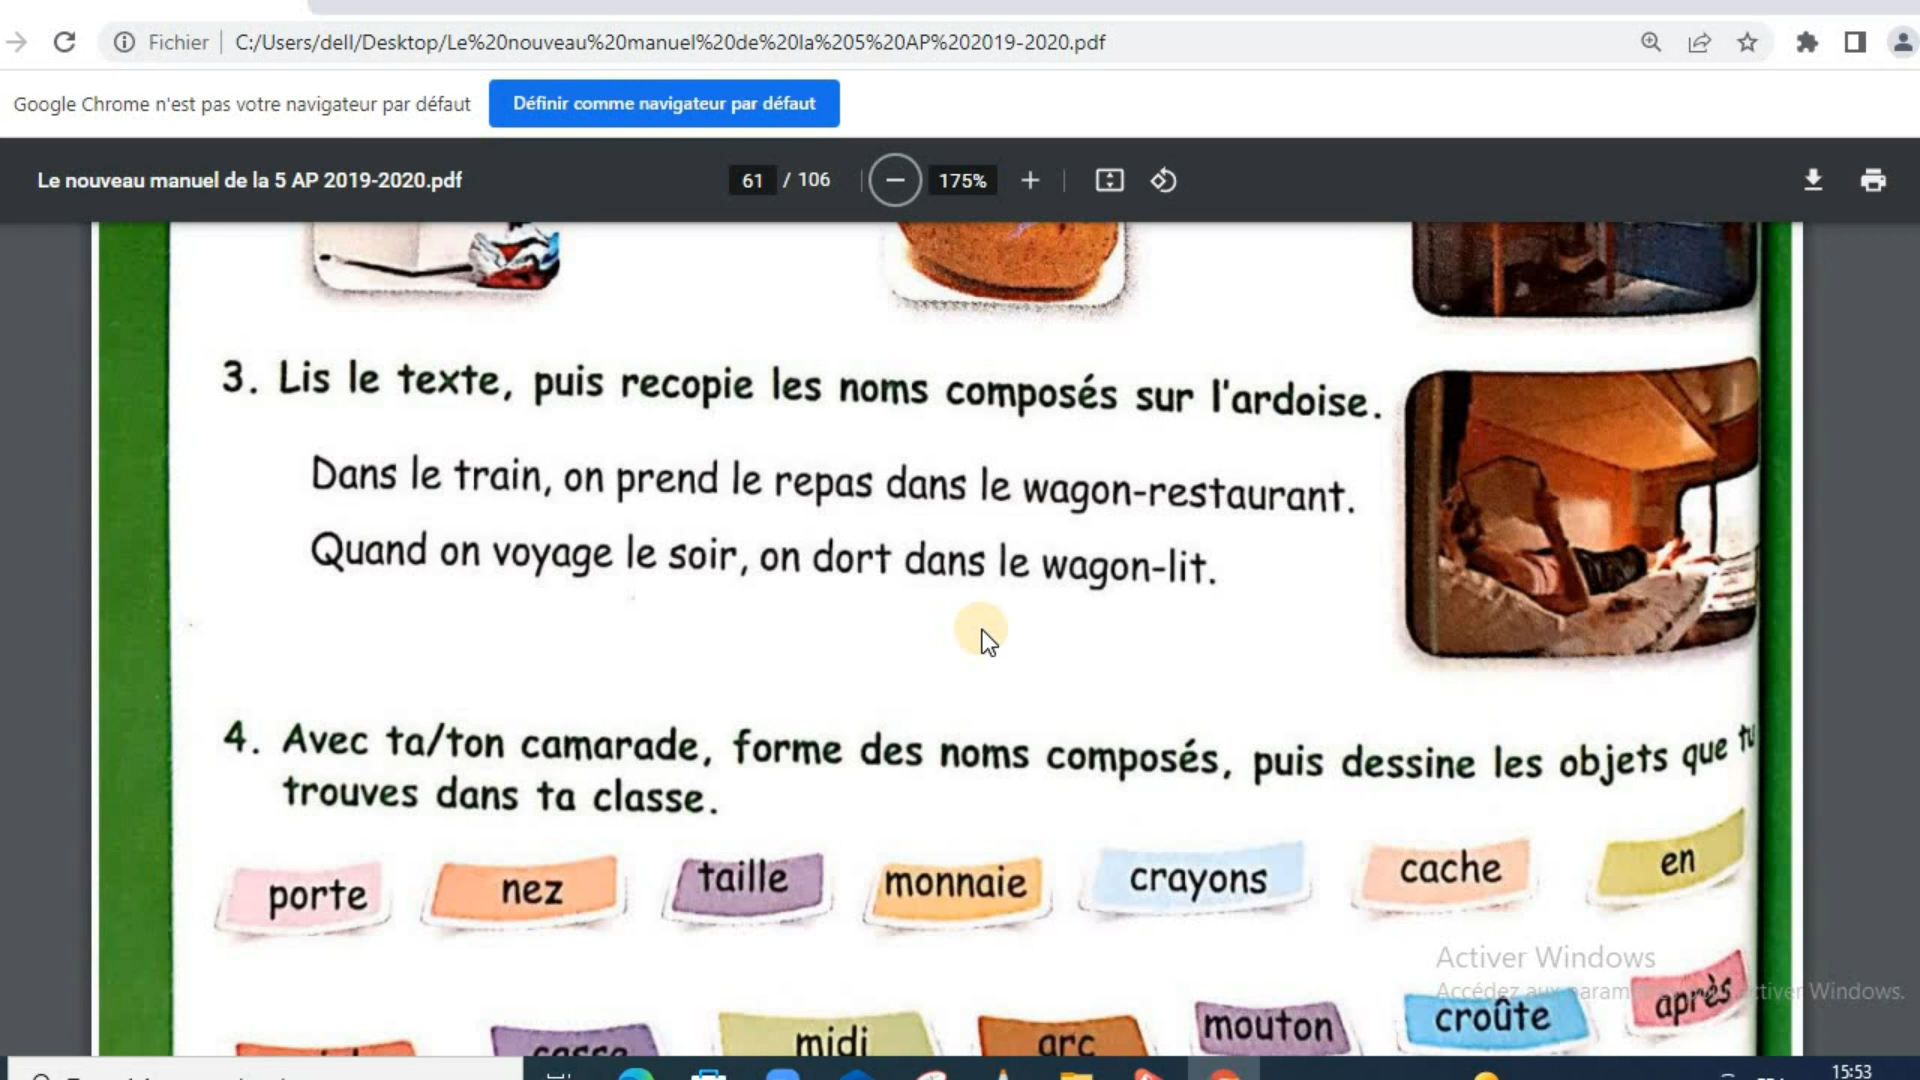 Fichier C:/Users/dell/Desktop/Le%20nouveau%20manuel%20de%20la%205%20AP%202019-2020.pdf
Google Chrome n'est pas votre navigateur par défaut Définir comme navigateur par défaut
Le nouveau manuel de la 5 AP 2019-2020.pdf 61 / 106 175%
3. Lis le texte, puis recopie les noms composés sur l'ardoise.
Dans le train, on prend le repas dans le wagon-restaurant.
Quand on voyage le soir, on dort dans le wagon-lit.
4. Avec ta/ton camarade, forme des noms composés, puis dessine les objets que tu
trouves dans ta classe.
porte nez taille monnaie crayons cache en
Activer Windows
Accédez aux
Windows.
casse midi arc mouton croûte après
15:53